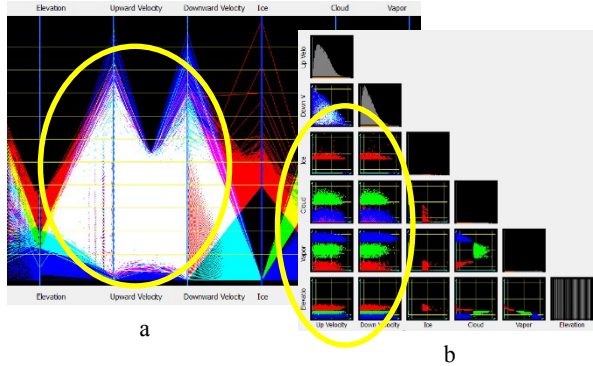 Elevation Upward Velocity Downward Velocity Ice Cloud Vapor
Elevation Upward Velocity Downward Velocity Ice
a
Up Velo
Down V
Ice
Cloud
Vapor
Elevatio
Up Velocity Down Velocity Ice Cloud Vapor Elevation
b